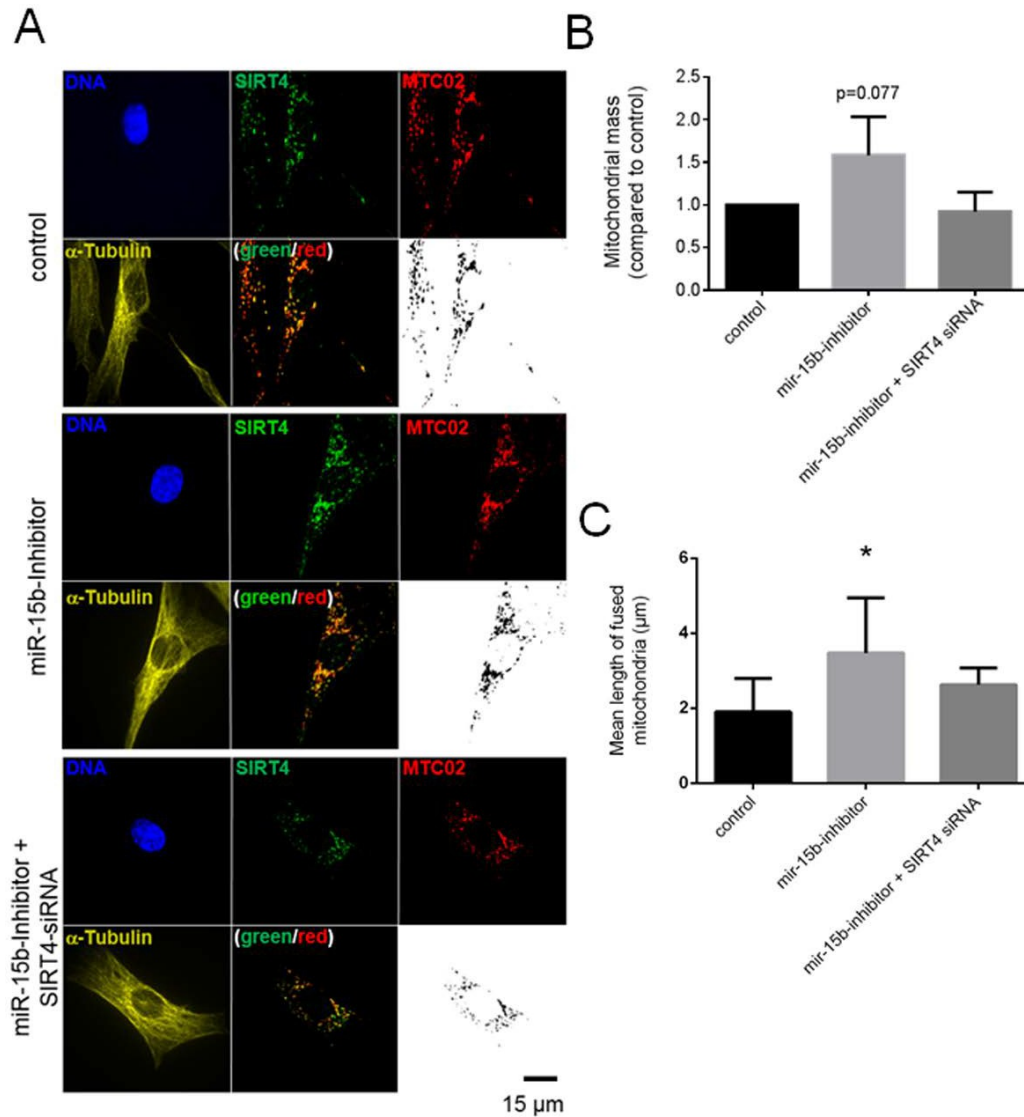 A
control
DNA
SIRT4
MTC02
α-Tubulin
(green/red)
miR-15b-Inhibitor
DNA
SIRT4
MTC02
α-Tubulin
(green/red)
miR-15b-Inhibitor +
SIRT4-siRNA
DNA
SIRT4
MTC02
α-Tubulin
(green/red)
15 µm
B
Mitochondrial mass
(compared to control)
2.5
2.0
1.5
1.0
0.5
0.0
p=0.077
control
mir-15b-inhibitor
mir-15b-inhibitor + SIRT4 siRNA
C
Mean length of fused
mitochondria (µm)
6
4
2
0
*
control
mir-15b-inhibitor
mir-15b-inhibitor + SIRT4 siRNA